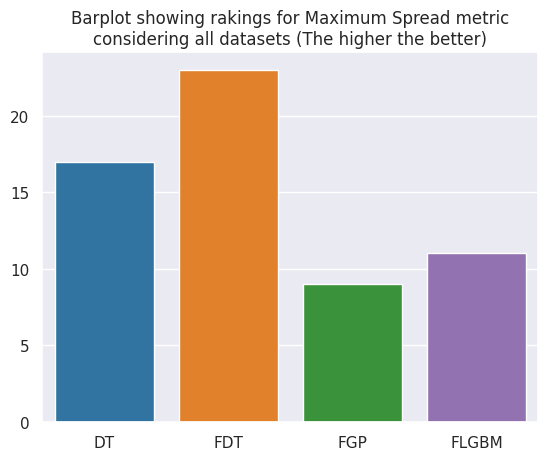 Barplot showing rakings for Maximum Spread metric
considering all datasets (The higher the better)
20
15
10
5
0
DT FDT FGP FLGBM